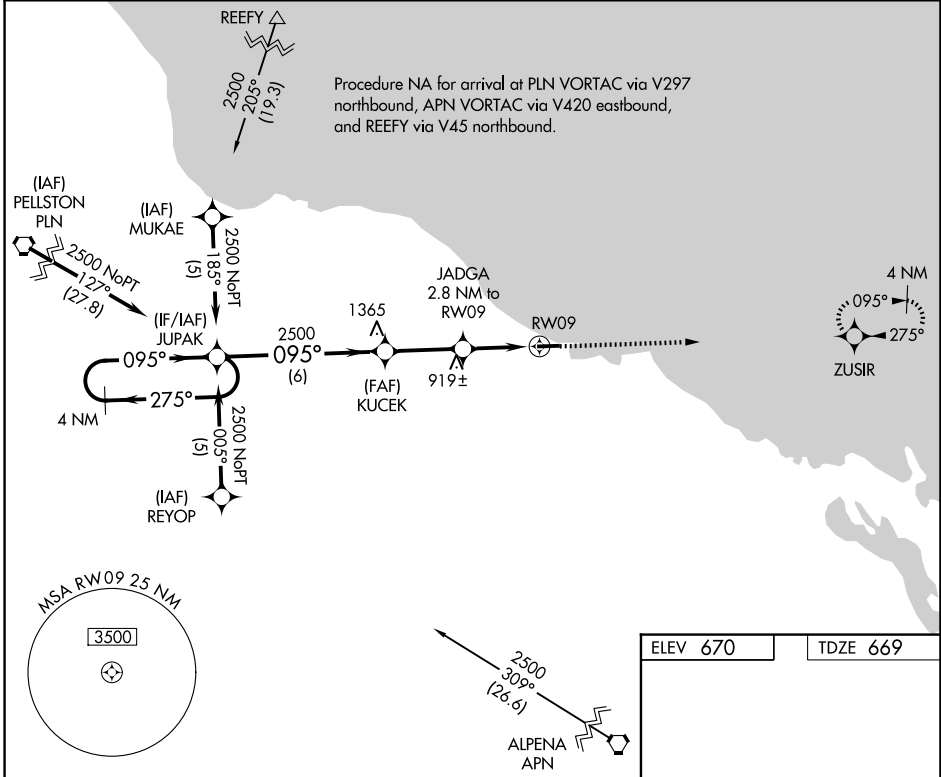 REEFY
2500
205°
(19.3)
Procedure NA for arrival at PLN VORTAC via V297
northbound, APN VORTAC via V420 eastbound,
and REEFY via V45 northbound.
(IAF)
PELLSTON
PLN
2500 NoPT
127°
(27.8)
(IAF)
MUKAE
2500 NoPT
185°
(5)
(IF/IAF)
JUPAK
095°
275°
4 NM
2500
095°
(6)
1365
(FAF)
KUCEK
JADGA
2.8 NM to
RW09
919±
RW09
4 NM
095°
275°
ZUSIR
2500 NoPT
005°
(5)
(IAF)
REYOP
MSA RW09 25 NM
3500
2500
309°
(26.6)
ALPENA
APN
ELEV 670
TDZE 669